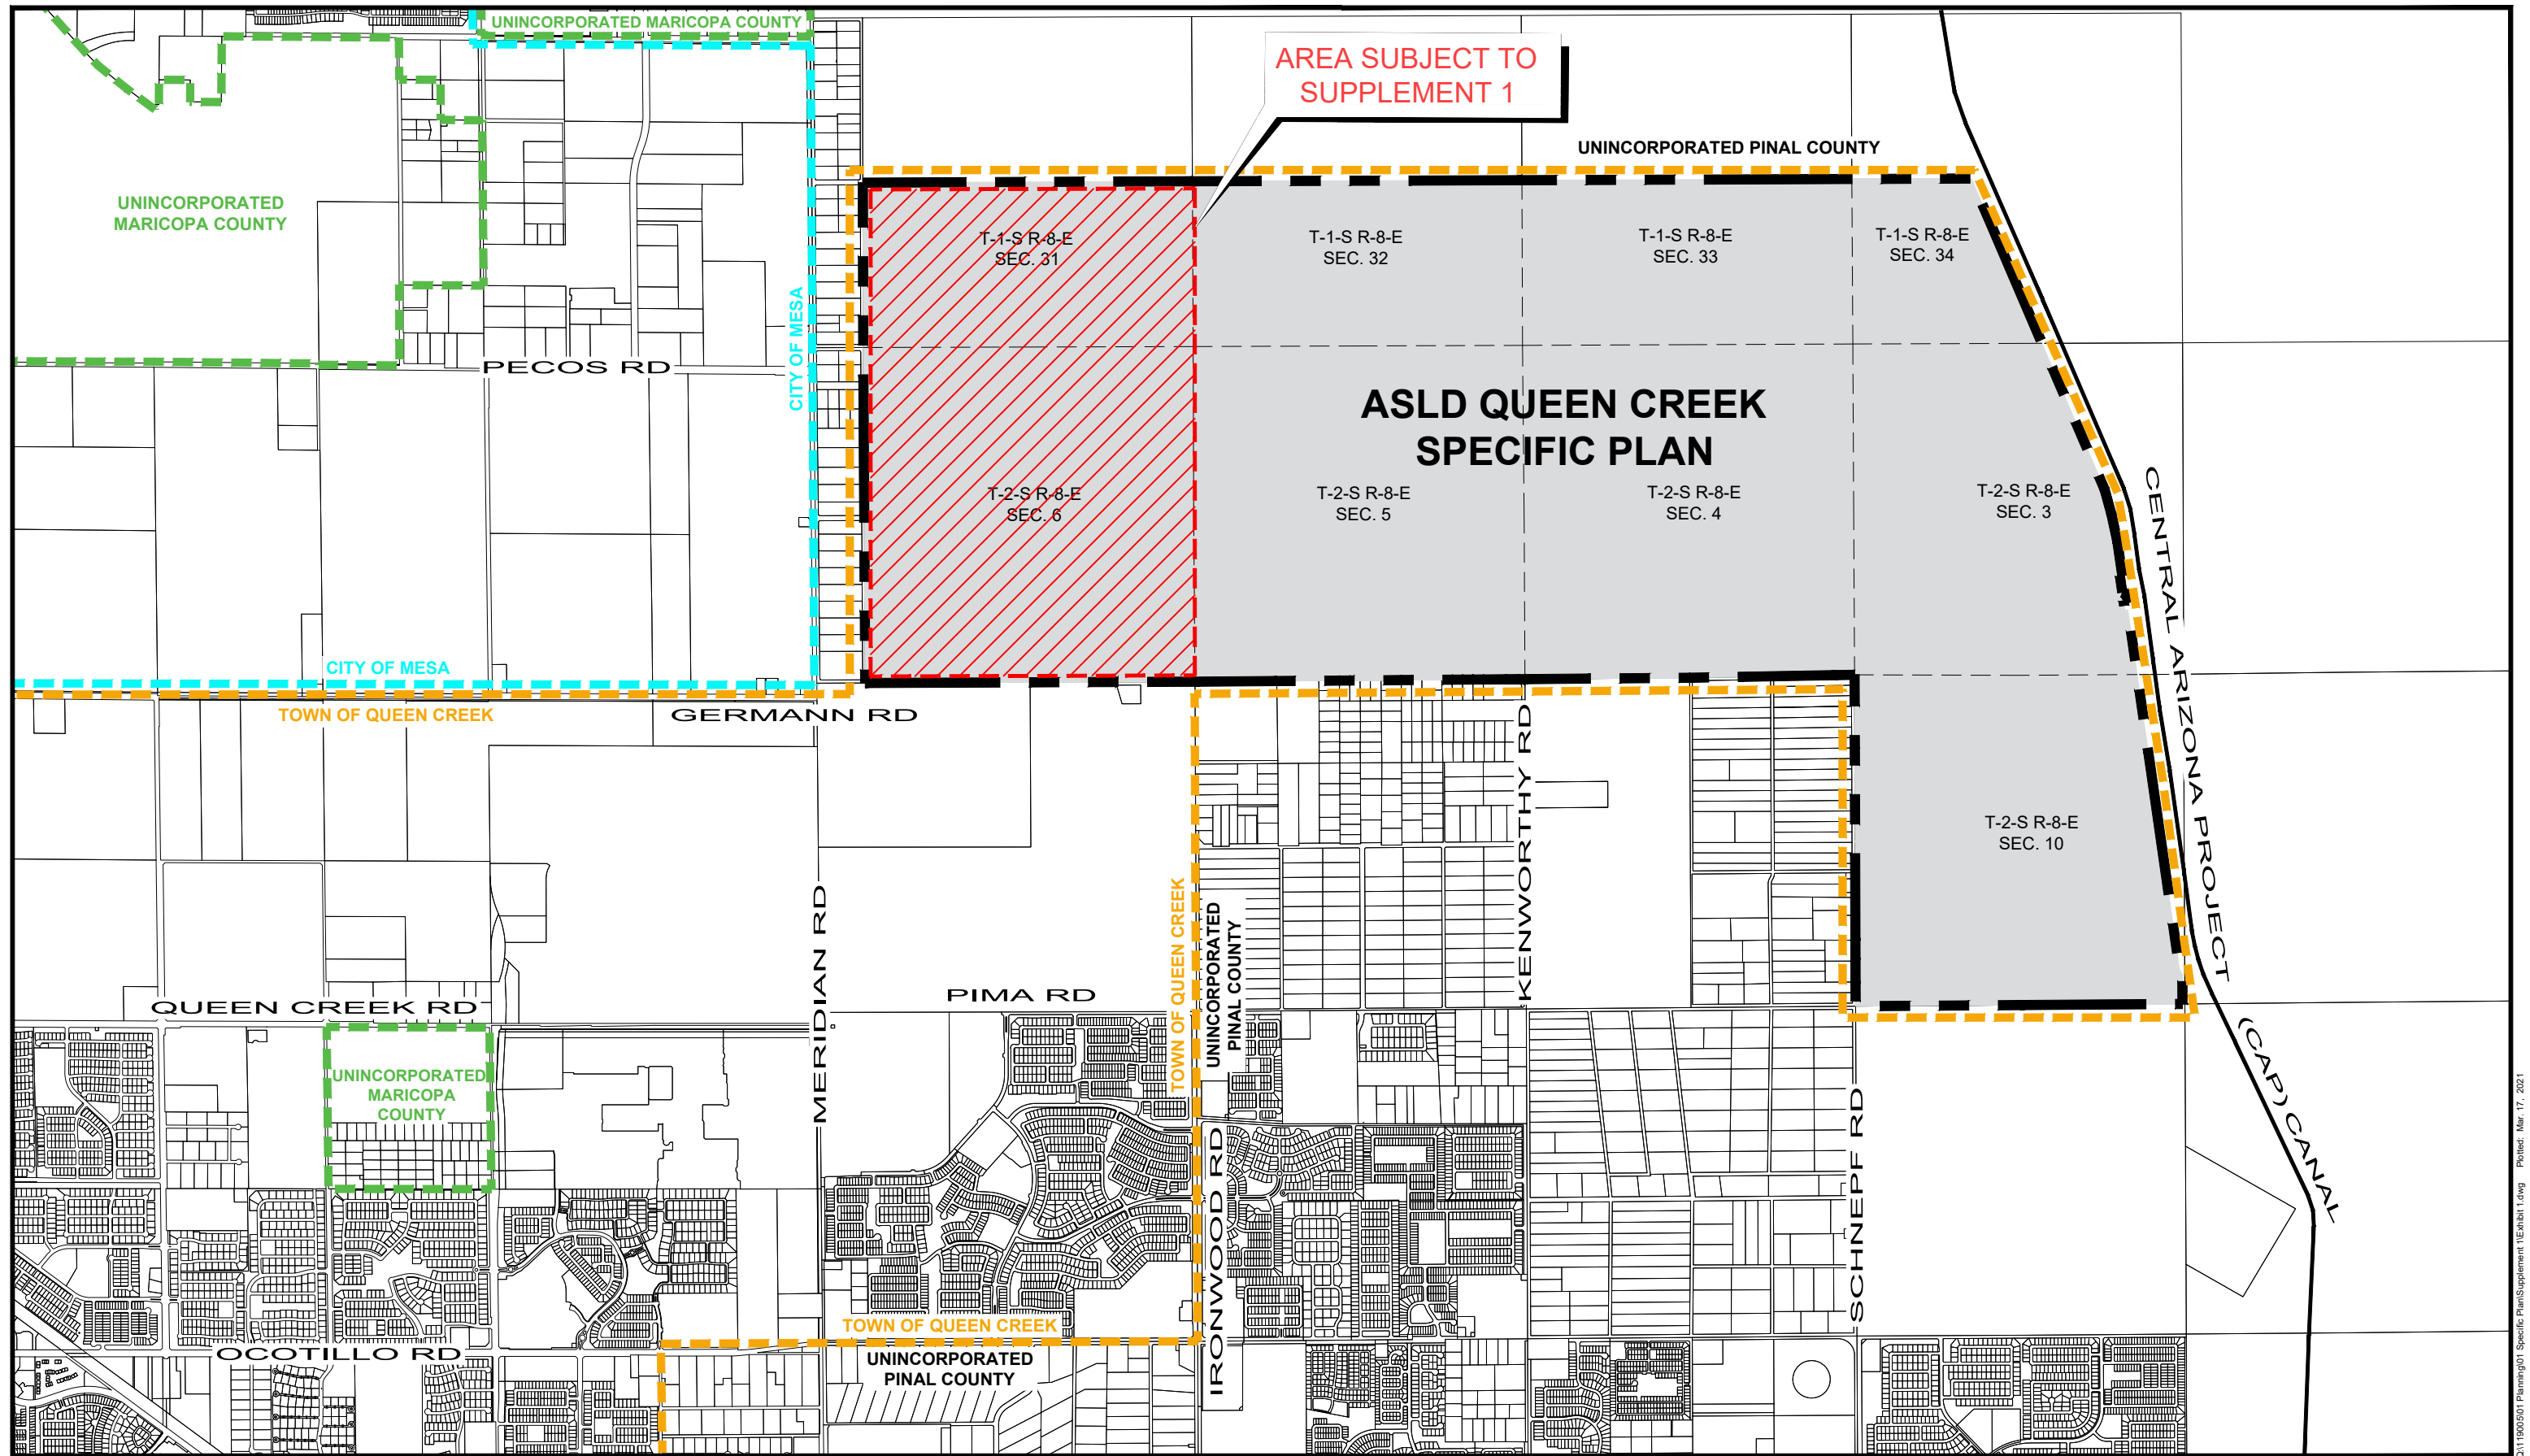 UNINCORPORATED MARICOPA COUNTY
AREA SUBJECT TO
SUPPLEMENT 1
UNINCORPORATED PINAL COUNTY
UNINCORPORATED
MARICOPA COUNTY
T-1-S R-8-E
SEC. 31
T-1-S R-8-E
SEC. 32
T-1-S R-8-E
SEC. 33
T-1-S R-8-E
SEC. 34
CITY OF MESA
PECOS RD
ASLD QUEEN CREEK
SPECIFIC PLAN
T-2-S R-8-E
SEC. 6
T-2-S R-8-E
SEC. 5
T-2-S R-8-E
SEC. 4
T-2-S R-8-E
SEC. 3
CENTRAL ARIZONA PROJECT
(CAP) CANAL
CITY OF MESA
TOWN OF QUEEN CREEK
GERMANN RD
KENWORTHY RD
T-2-S R-8-E
SEC. 10
MERIDIAN RD
TOWN OF QUEEN CREEK
UNINCORPORATED
PINAL COUNTY
QUEEN CREEK RD
PIMA RD
UNINCORPORATED
MARICOPA
COUNTY
IRONWOOD RD
SCHNEPF RD
TOWN OF QUEEN CREEK
OCOTILLO RD
UNINCORPORATED
PINAL COUNTY
Plotted: Mar. 17, 2021